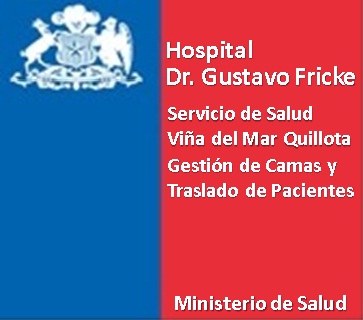 Hospital
Dr. Gustavo Fricke
Servicio de Salud
Viña del Mar Quillota
Gestión de Camas y
Traslado de Pacientes
Ministerio de Salud